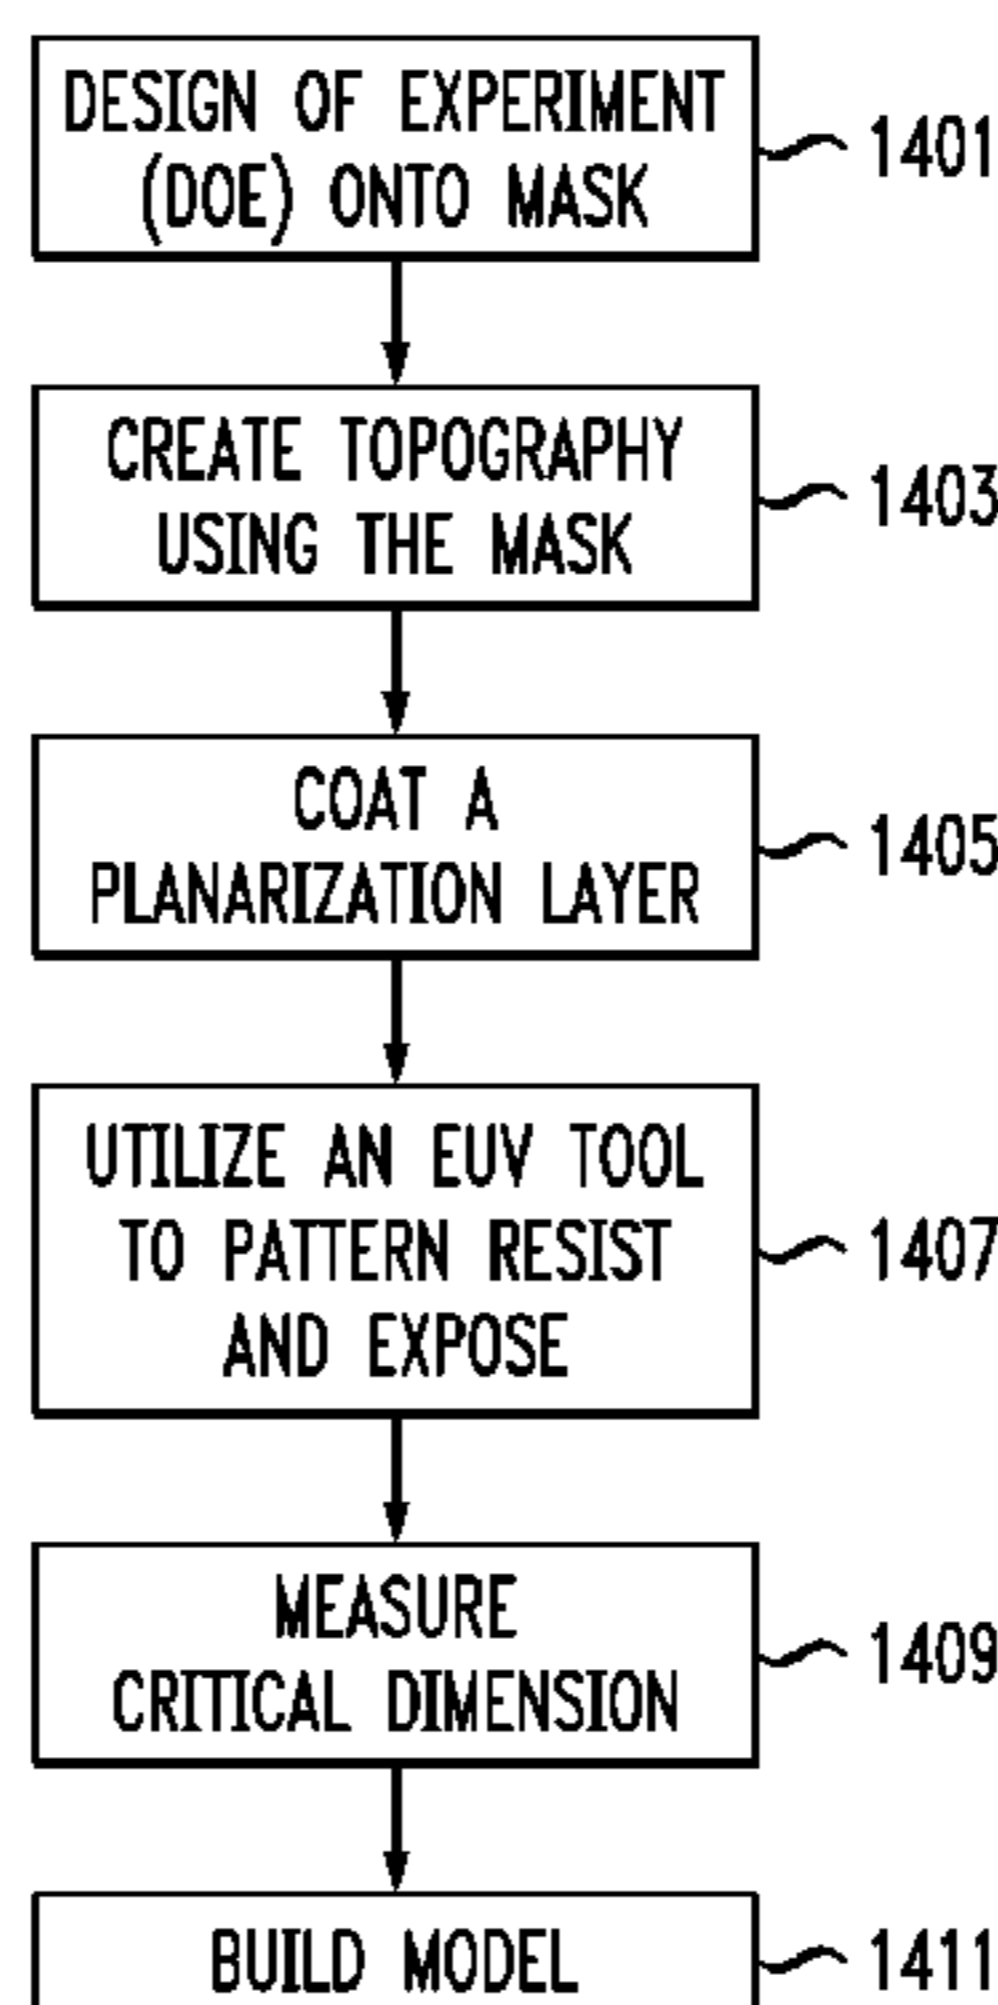 DESIGN OF EXPERIMENT
(DOE) ONTO MASK
1401
CREATE TOPOGRAPHY
USING THE MASK
1403
COAT A
PLANARIZATION LAYER
1405
UTILIZE AN EUV TOOL
TO PATTERN RESIST
AND EXPOSE
1407
MEASURE
CRITICAL DIMENSION
1409
BUILD MODEL
1411